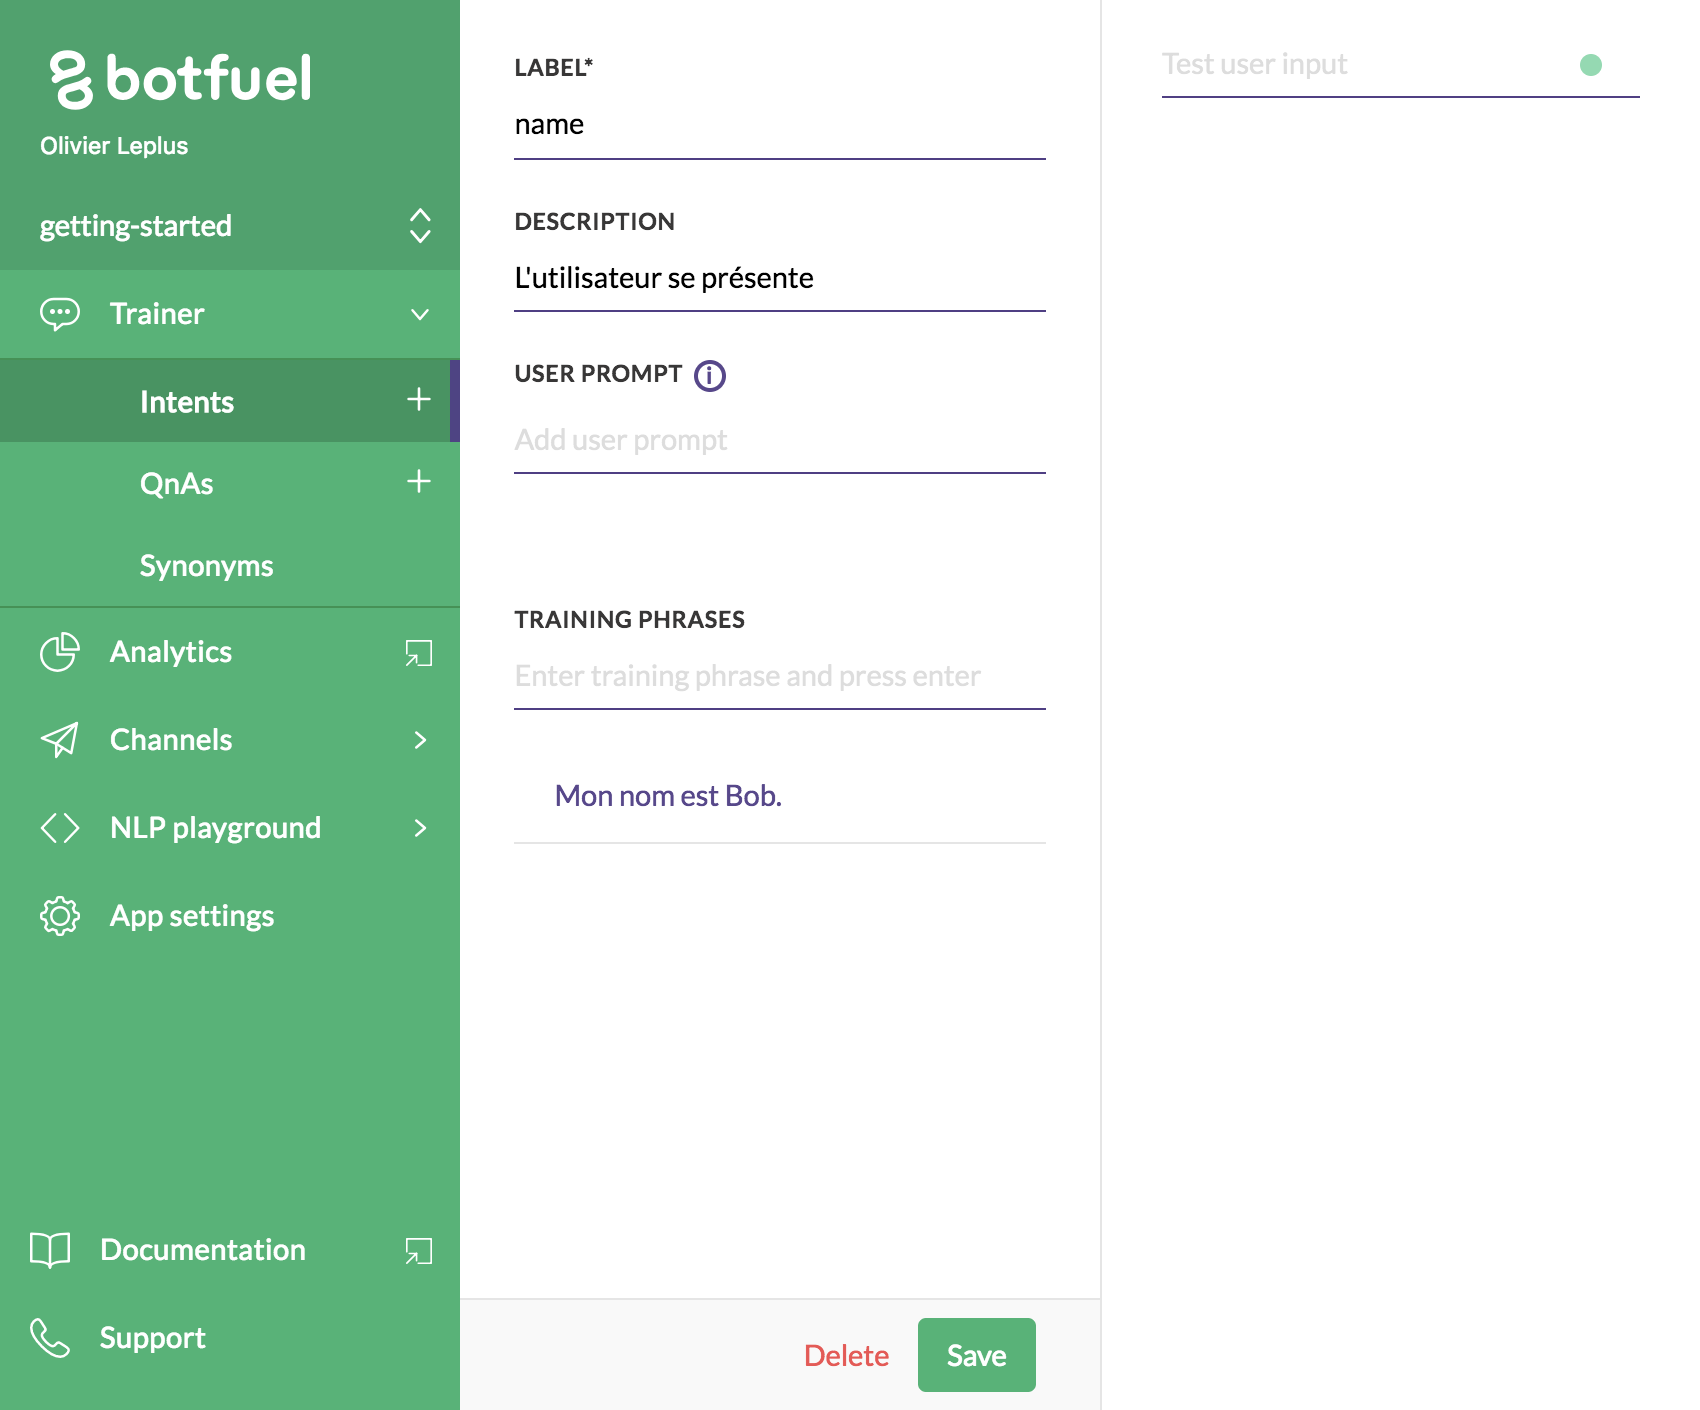 botfuel
Olivier Leplus
getting-started
Trainer
Intents
QnAs
Synonyms
Analytics
Channels
NLP playground
App settings
Documentation
Support
LABEL*
name
DESCRIPTION
L'utilisateur se présente
USER PROMPT
Add user prompt
TRAINING PHRASES
Enter training phrase and press enter
Mon nom est Bob.
Delete
Save
Test user input